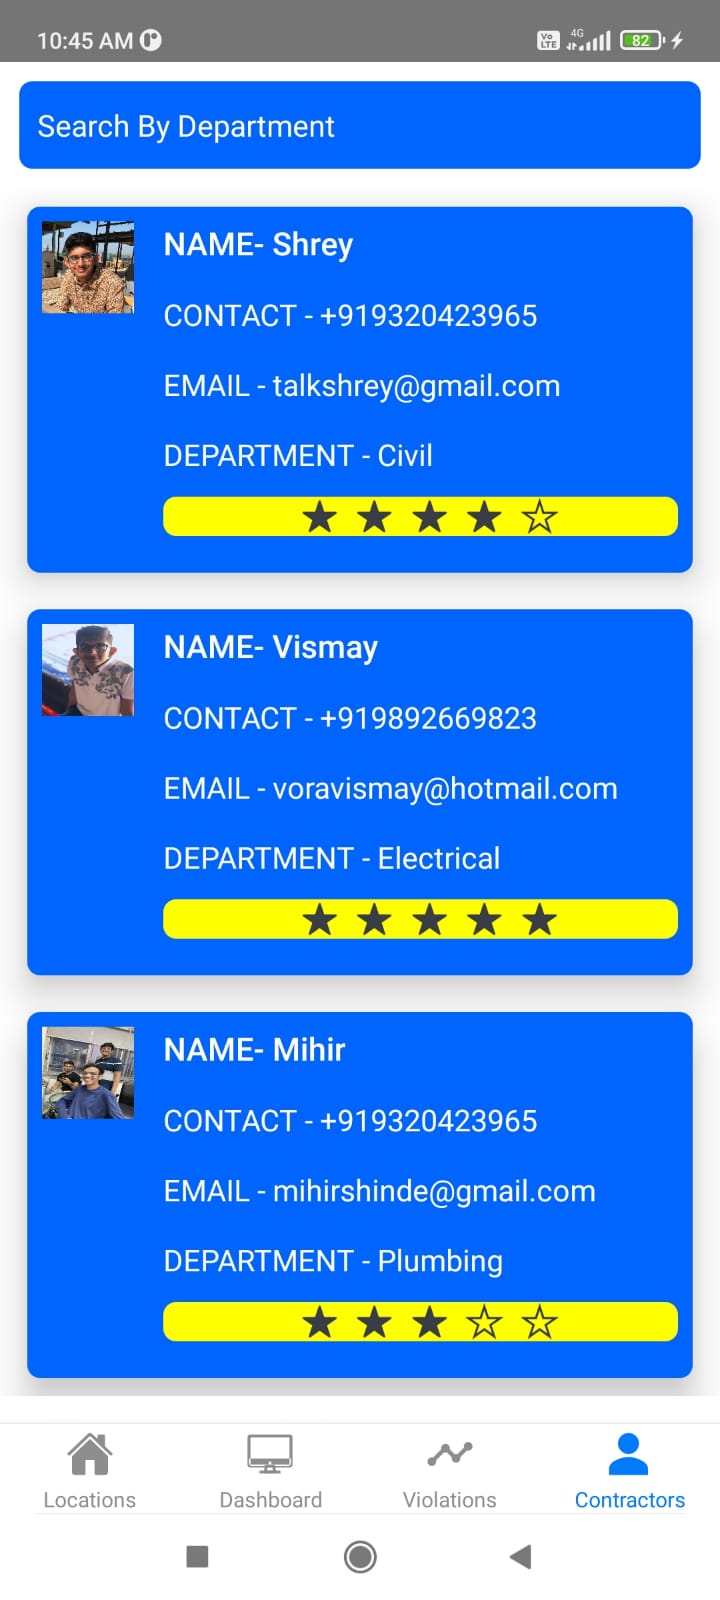 10:45 AM
Vo LTE 4G 82
Search By Department
NAME- Shrey
CONTACT - +919320423965
EMAIL - talkshrey@gmail.com
DEPARTMENT - Civil
NAME- Vismay
CONTACT - +919892669823
EMAIL - voravismay@hotmail.com
DEPARTMENT - Electrical
NAME- Mihir
CONTACT - +919320423965
EMAIL - mihirshinde@gmail.com
DEPARTMENT - Plumbing
Locations
Dashboard
Violations
Contractors